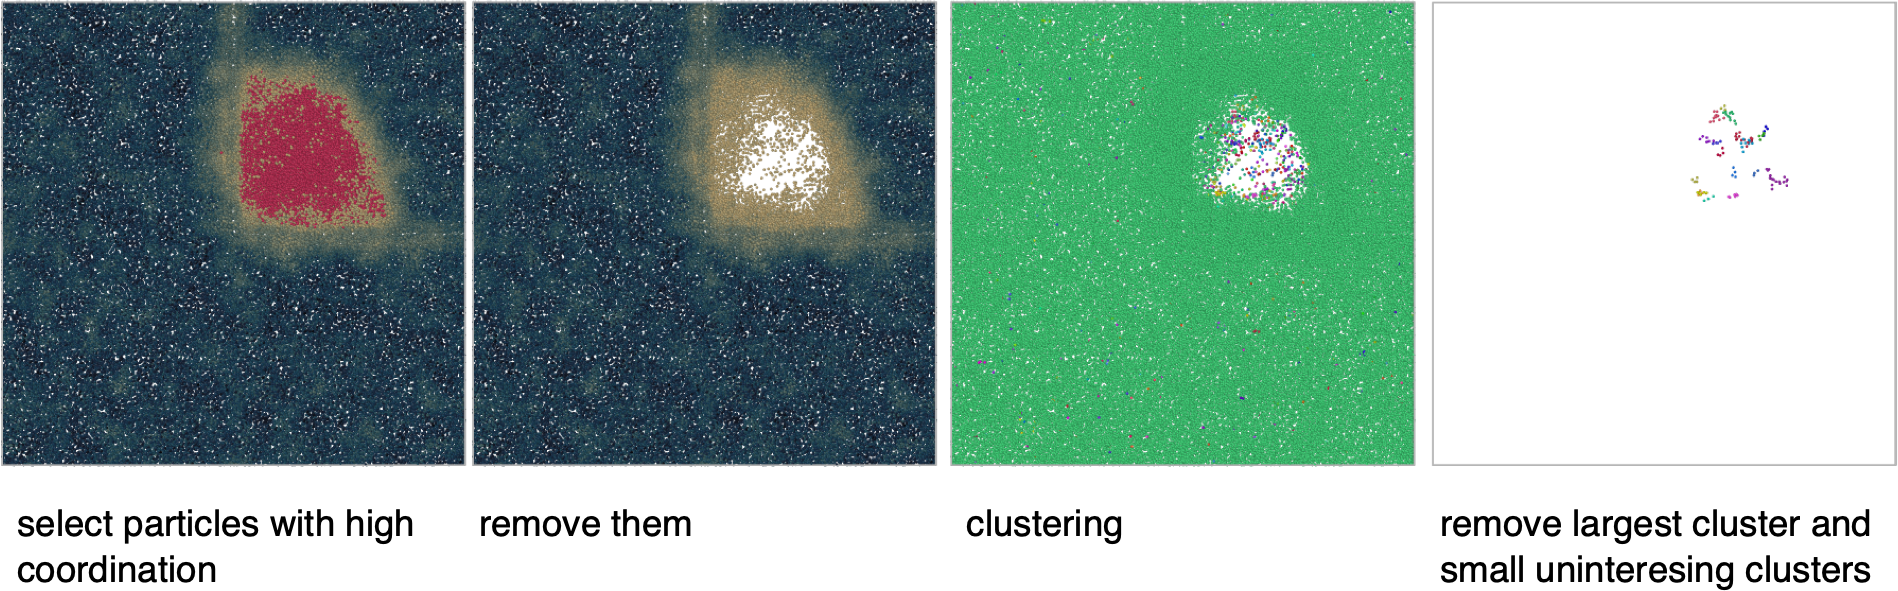 select particles with high
coordination
remove them
clustering
remove largest cluster and
small uninteresing clusters